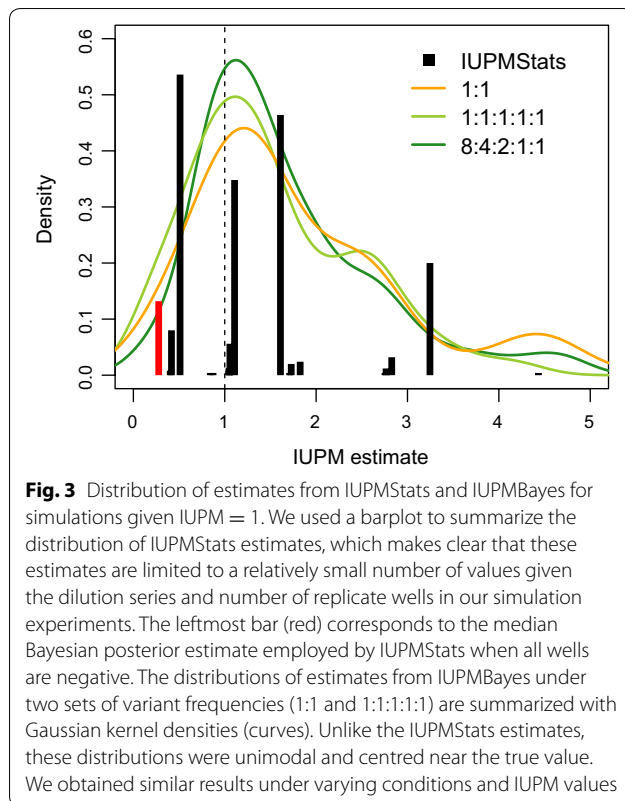 0.6
0.5
0.4
0.3
0.2
0.1
0.0
Density
IUPMStats
1:1
1:1:1:1:1
8:4:2:1:1
0 1 2 3 4 5
IUPM estimate
Fig. 3 Distribution of estimates from IUPMStats and IUPMBayes for
simulations given IUPM = 1. We used a barplot to summarize the
distribution of IUPMStats estimates, which makes clear that these
estimates are limited to a relatively small number of values given
the dilution series and number of replicate wells in our simulation
experiments. The leftmost bar (red) corresponds to the median
Bayesian posterior estimate employed by IUPMStats when all wells
are negative. The distributions of estimates from IUPMBayes under
two sets of variant frequencies (1:1 and 1:1:1:1:1) are summarized with
Gaussian kernel densities (curves). Unlike the IUPMStats estimates,
these distributions were unimodal and centred near the true value.
We obtained similar results under varying conditions and IUPM values